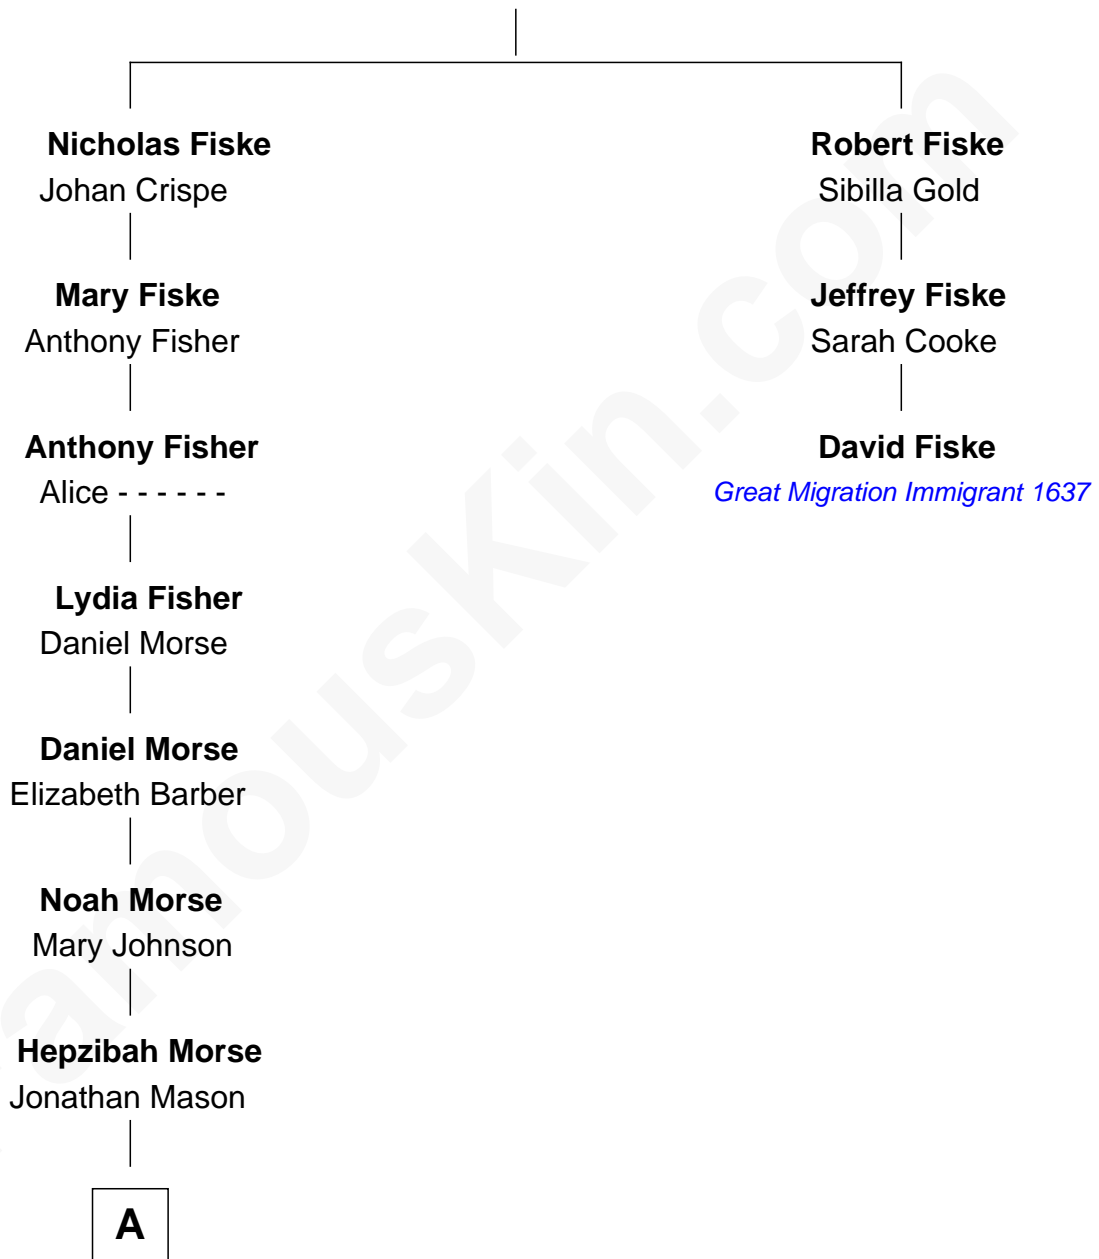 Nicholas Fiske
Johan Crispe
Mary Fiske
Anthony Fisher
Anthony Fisher
Alice - - - - - -
Lydia Fisher
Daniel Morse
Daniel Morse
Elizabeth Barber
Noah Morse
Mary Johnson
Hepzibah Morse
Jonathan Mason
A
Robert Fiske
Sibilla Gold
Jeffrey Fiske
Sarah Cooke
David Fiske
Great Migration Immigrant 1637
amouskin.com